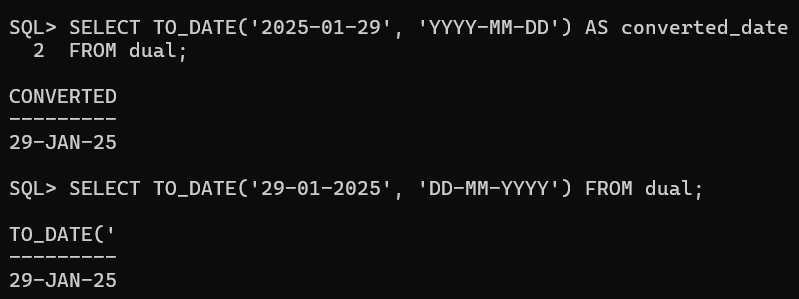 SQL> SELECT TO_DATE('2025-01-29', 'YYYY-MM-DD') AS converted_date
  2  FROM dual;
CONVERTED
---------
29-JAN-25
SQL> SELECT TO_DATE('29-01-2025', 'DD-MM-YYYY') FROM dual;
TO_DATE('
---------
29-JAN-25